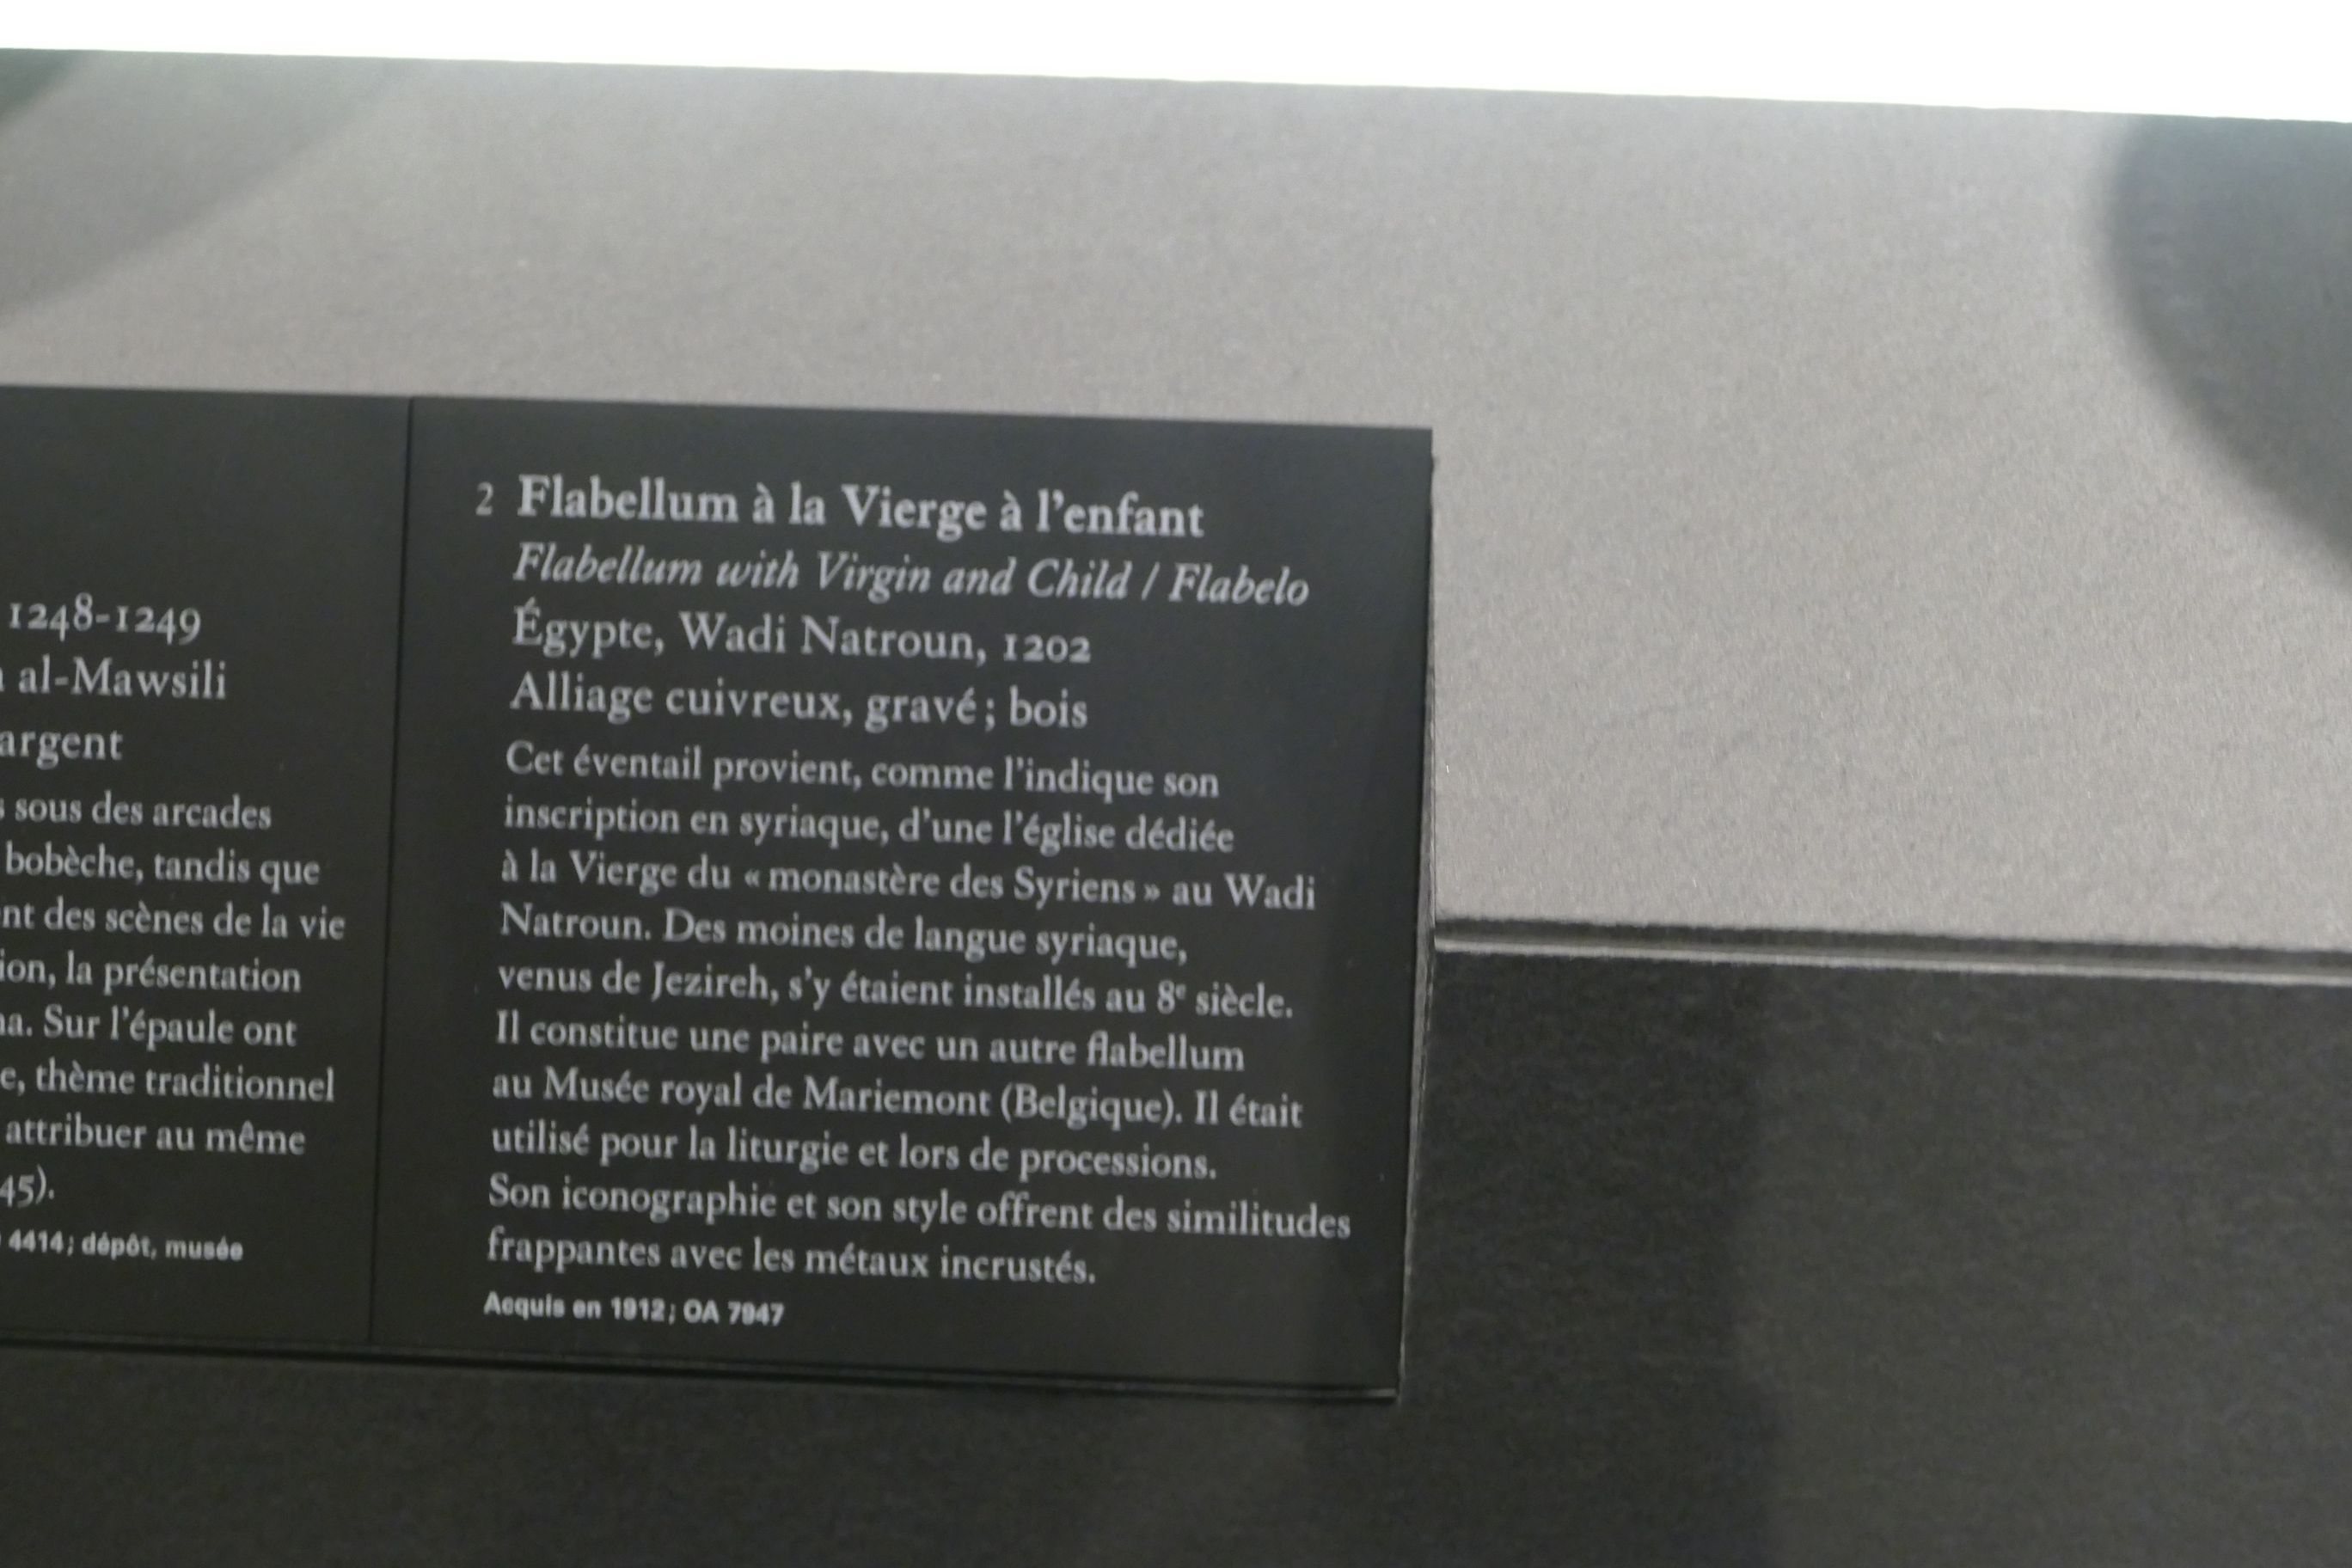 1248-1249
al-Mawsili
argent
sous des arcades
bobèche, tandis que
nt des scènes de la vie
ion, la présentation
na. Sur l'épaule ont
e, thème traditionnel
attribuer au même
45).
4414; dépôt, musée
2 Flabellum à la Vierge à l'enfant
Flabellum with Virgin and Child / Flabelo
Égypte, Wadi Natroun, 1202
Alliage cuivreux, gravé; bois
Cet éventail provient, comme l'indique son
inscription en syriaque, d'une l'église dédiée
à la Vierge du « monastère des Syriens » au Wadi
Natroun. Des moines de langue syriaque,
venus de Jezireh, s'y étaient installés au 8e siècle.
Il constitue une paire avec un autre flabellum
au Musée royal de Mariemont (Belgique). Il était
utilisé pour la liturgie et lors de processions.
Son iconographie et son style offrent des similitudes
frappantes avec les métaux incrustés.
Acquis en 1912; OA 7947